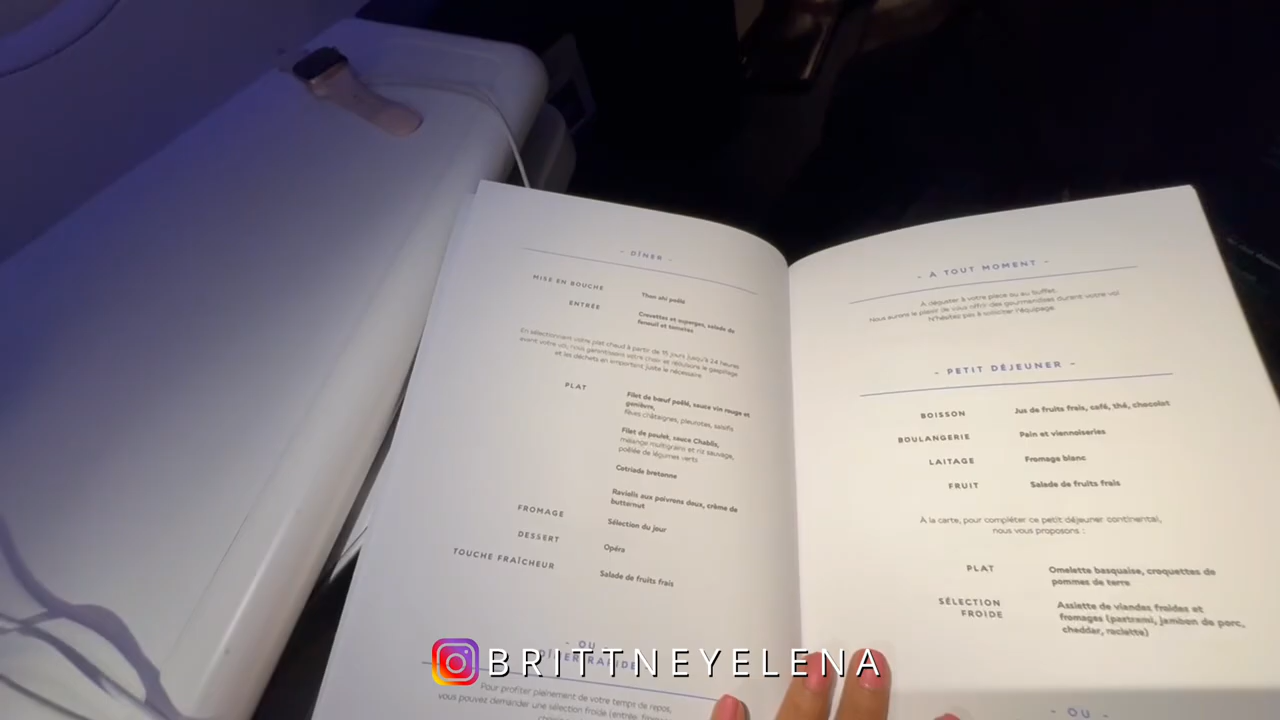 - DÎNER -
MISE EN BOUCHE Thon ahi poêlé
ENTRÉE Crevettes et asperges, salade de
fenouil et tomates
En sélectionnant votre plat chaud à partir de 15 jours jusqu'à 24 heures
avant votre vol, nous garantissons votre choix et réduisons le gaspillage
et les déchets en emportant juste le nécessaire.
PLAT Filet de bœuf poêlé, sauce vin rouge et
genièvre,
fèves châtaignes, pleurotes, salsifis
Filet de poulet, sauce Chablis,
mélange multigrains et riz sauvage,
poêlée de légumes verts
Cotriade bretonne
Raviolis aux poivrons doux, crème de
butternut
FROMAGE Sélection du jour
DESSERT Opéra
TOUCHE FRAÎCHEUR Salade de fruits frais
- OU -
DÎNER RAPIDE
Pour profiter pleinement de votre temps de repos,
vous pouvez demander une sélection froide (entrée, fromage,
- À TOUT MOMENT -
À déguster à votre place ou au buffet.
Nous aurons le plaisir de vous offrir des gourmandises durant votre vol.
N'hésitez pas à solliciter l'équipage.
- PETIT DÉJEUNER -
BOISSON Jus de fruits frais, café, thé, chocolat
BOULANGERIE Pain et viennoiseries
LAITAGE Fromage blanc
FRUIT Salade de fruits frais
À la carte, pour compléter ce petit déjeuner continental,
nous vous proposons :
PLAT Omelette basquaise, croquettes de
pommes de terre
SÉLECTION FROIDE Assiette de viandes froides et
fromages (pastrami, jambon de porc,
cheddar, raclette)
- OU -
BRITTNEYELENA